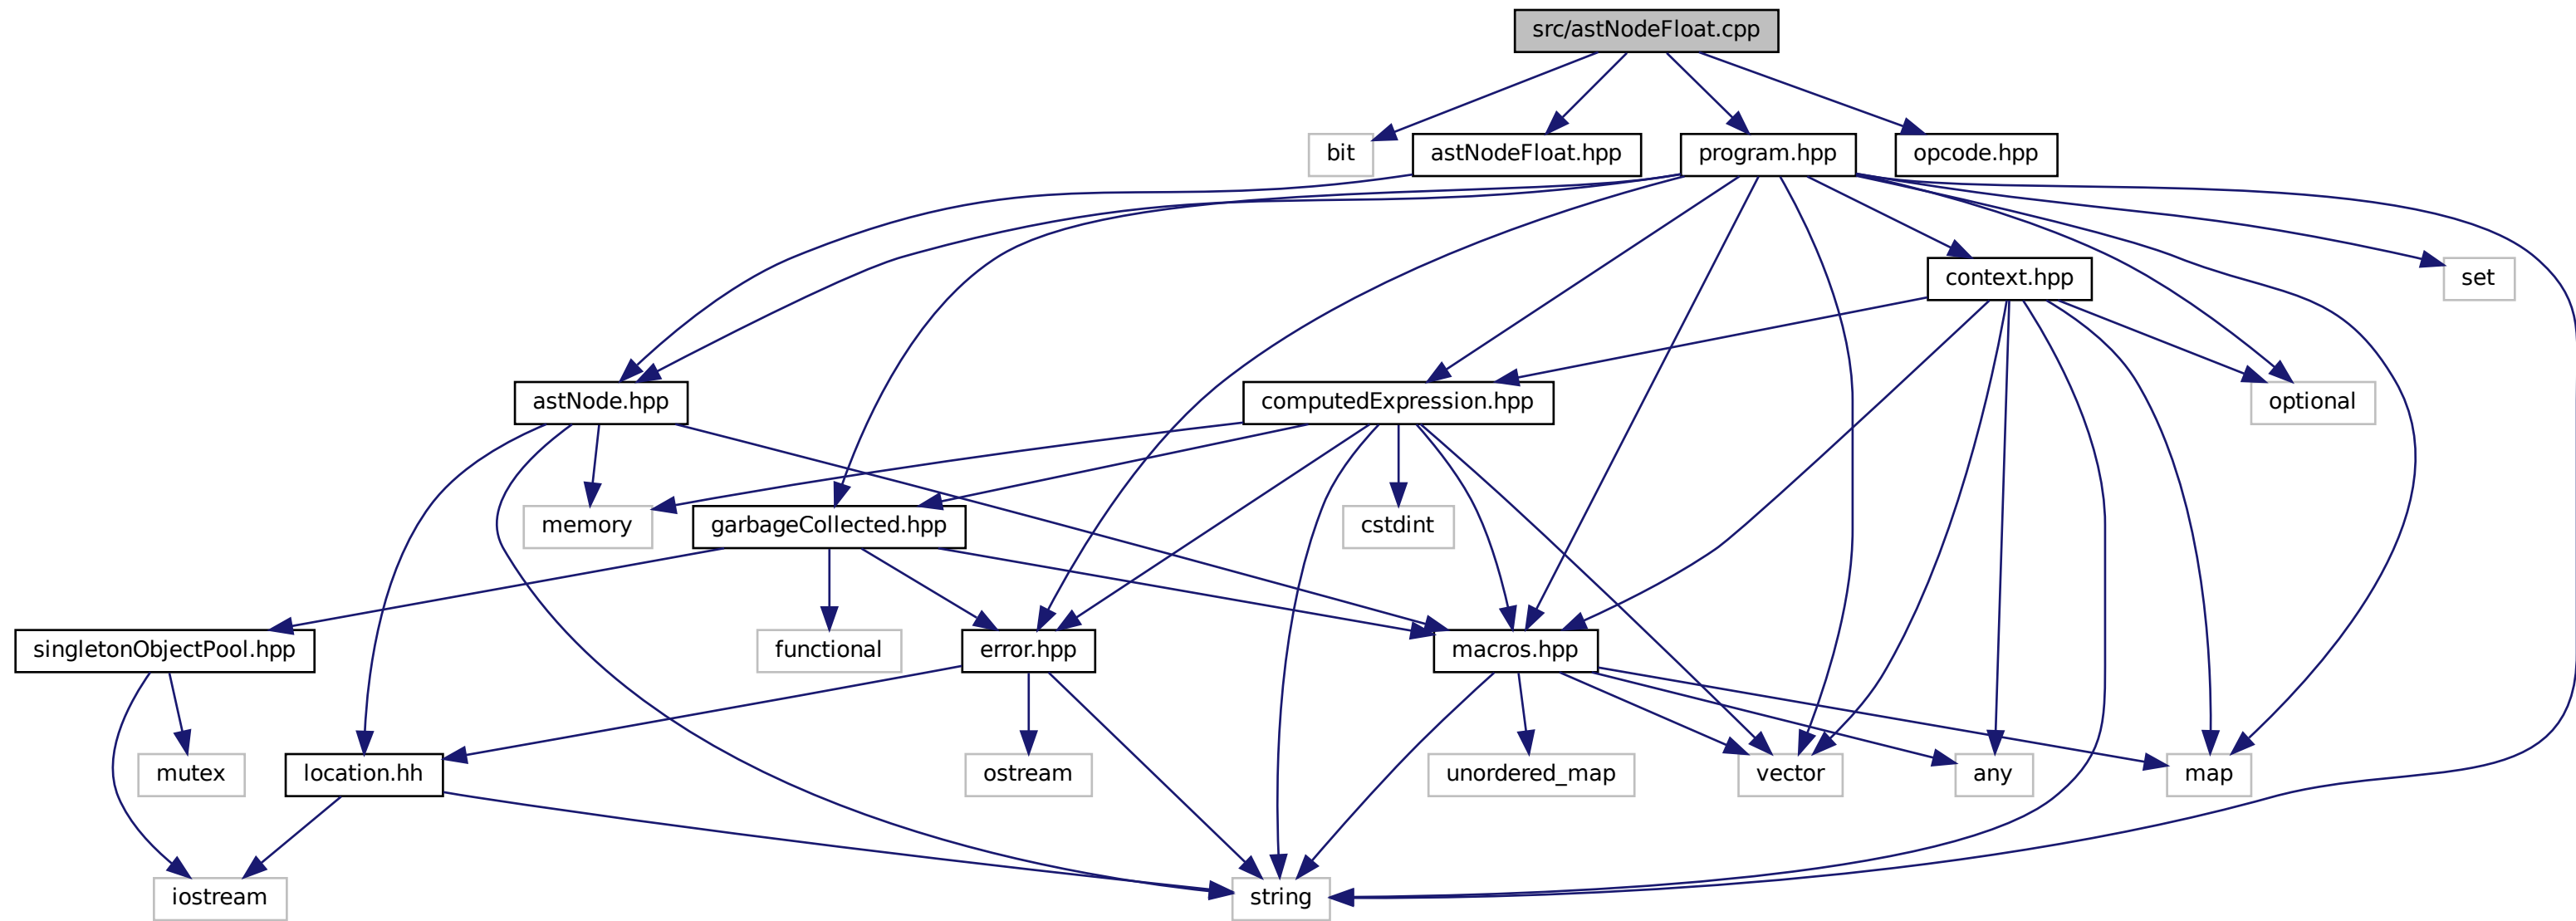 src/astNodeFloat.cpp
bit
astNodeFloat.hpp
program.hpp
opcode.hpp
context.hpp
set
astNode.hpp
computedExpression.hpp
optional
memory
garbageCollected.hpp
cstdint
singletonObjectPool.hpp
functional
error.hpp
macros.hpp
mutex
location.hh
ostream
unordered_map
vector
any
map
iostream
string